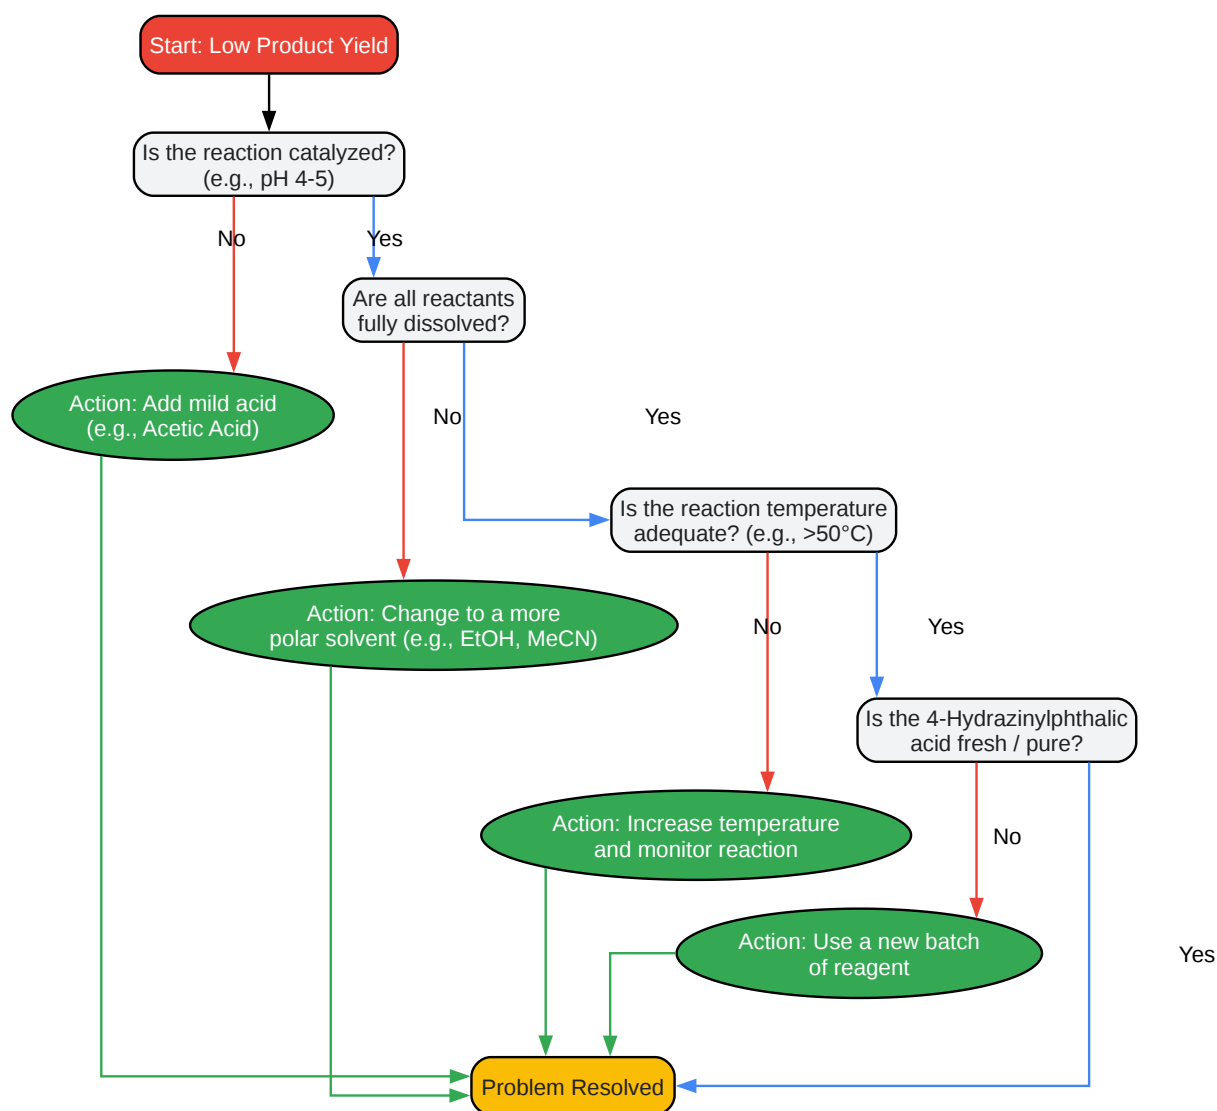 Start: Low Product Yield
Is the reaction catalyzed?
(e.g., pH 4-5)
No
Yes
Are all reactants
fully dissolved?
Action: Add mild acid
(e.g., Acetic Acid)
No
Yes
Is the reaction temperature
adequate? (e.g., >50°C)
Action: Change to a more
polar solvent (e.g., EtOH, MeCN)
No
Yes
Is the 4-Hydrazinylphthalic
acid fresh / pure?
Action: Increase temperature
and monitor reaction
No
Action: Use a new batch
of reagent
Yes
Problem Resolved